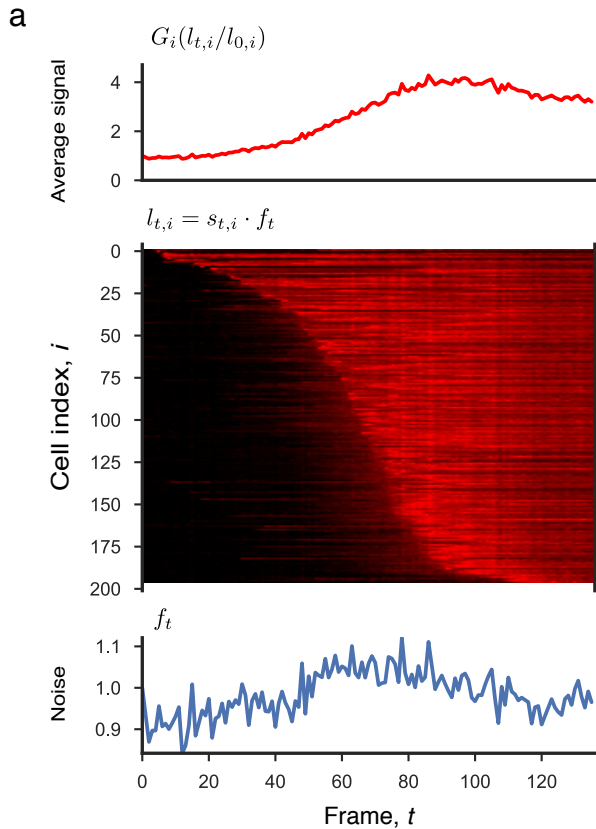 a
G_i(l_{t,i}/l_{0,i})
Average signal
4
2
0
l_{t,i} = s_{t,i} · f_t
Cell index, i
0
25
50
75
100
125
150
175
200
f_t
Noise
1.1
1.0
0.9
0 20 40 60 80 100 120
Frame, t